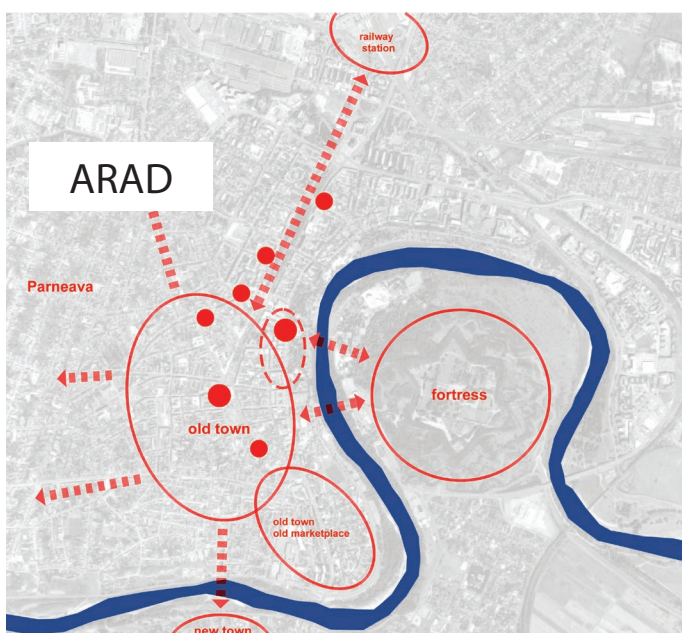 railway
station
ARAD
Parneava
fortress
old town
old town
old marketplace
new town